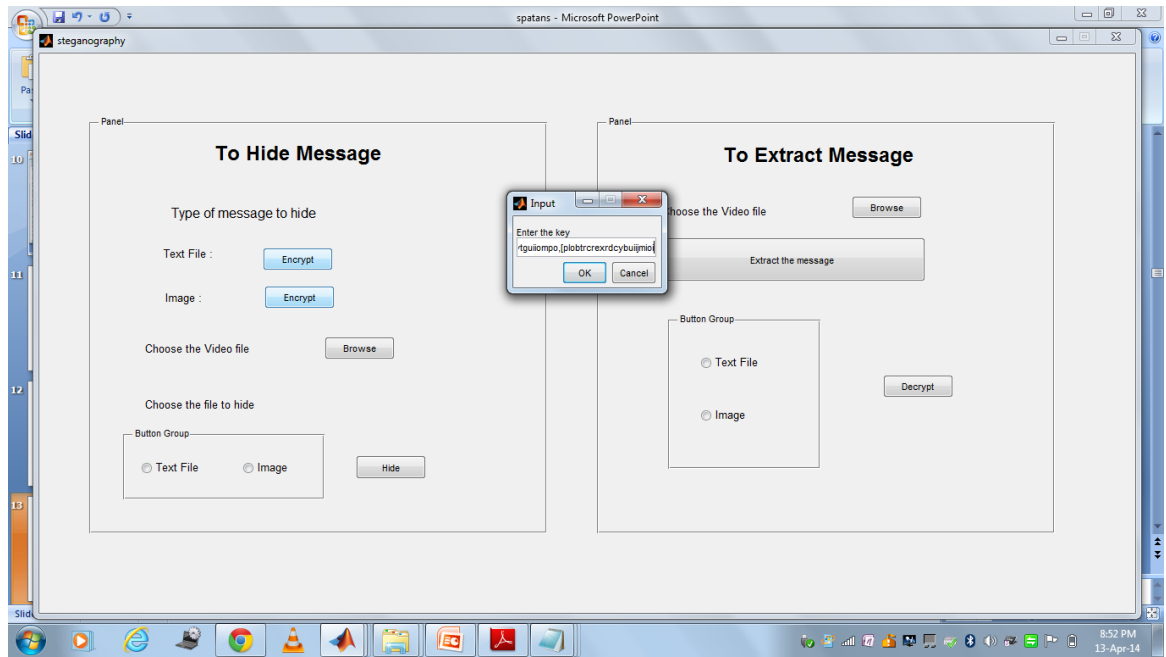 spatans - Microsoft PowerPoint
steganography
Pa
Slid
10
11
12
13
Slid
Panel
To Hide Message
Type of message to hide
Text File :
Encrypt
Image :
Encrypt
Choose the Video file
Browse
Choose the file to hide
Button Group
Text File
Image
Hide
Input
Enter the key
rtguiiompo,[plobtrcrexrdcybuiijmioi
OK
Cancel
Panel
To Extract Message
hoose the Video file
Browse
Extract the message
Button Group
Text File
Image
Decrypt
8:52 PM
13-Apr-14